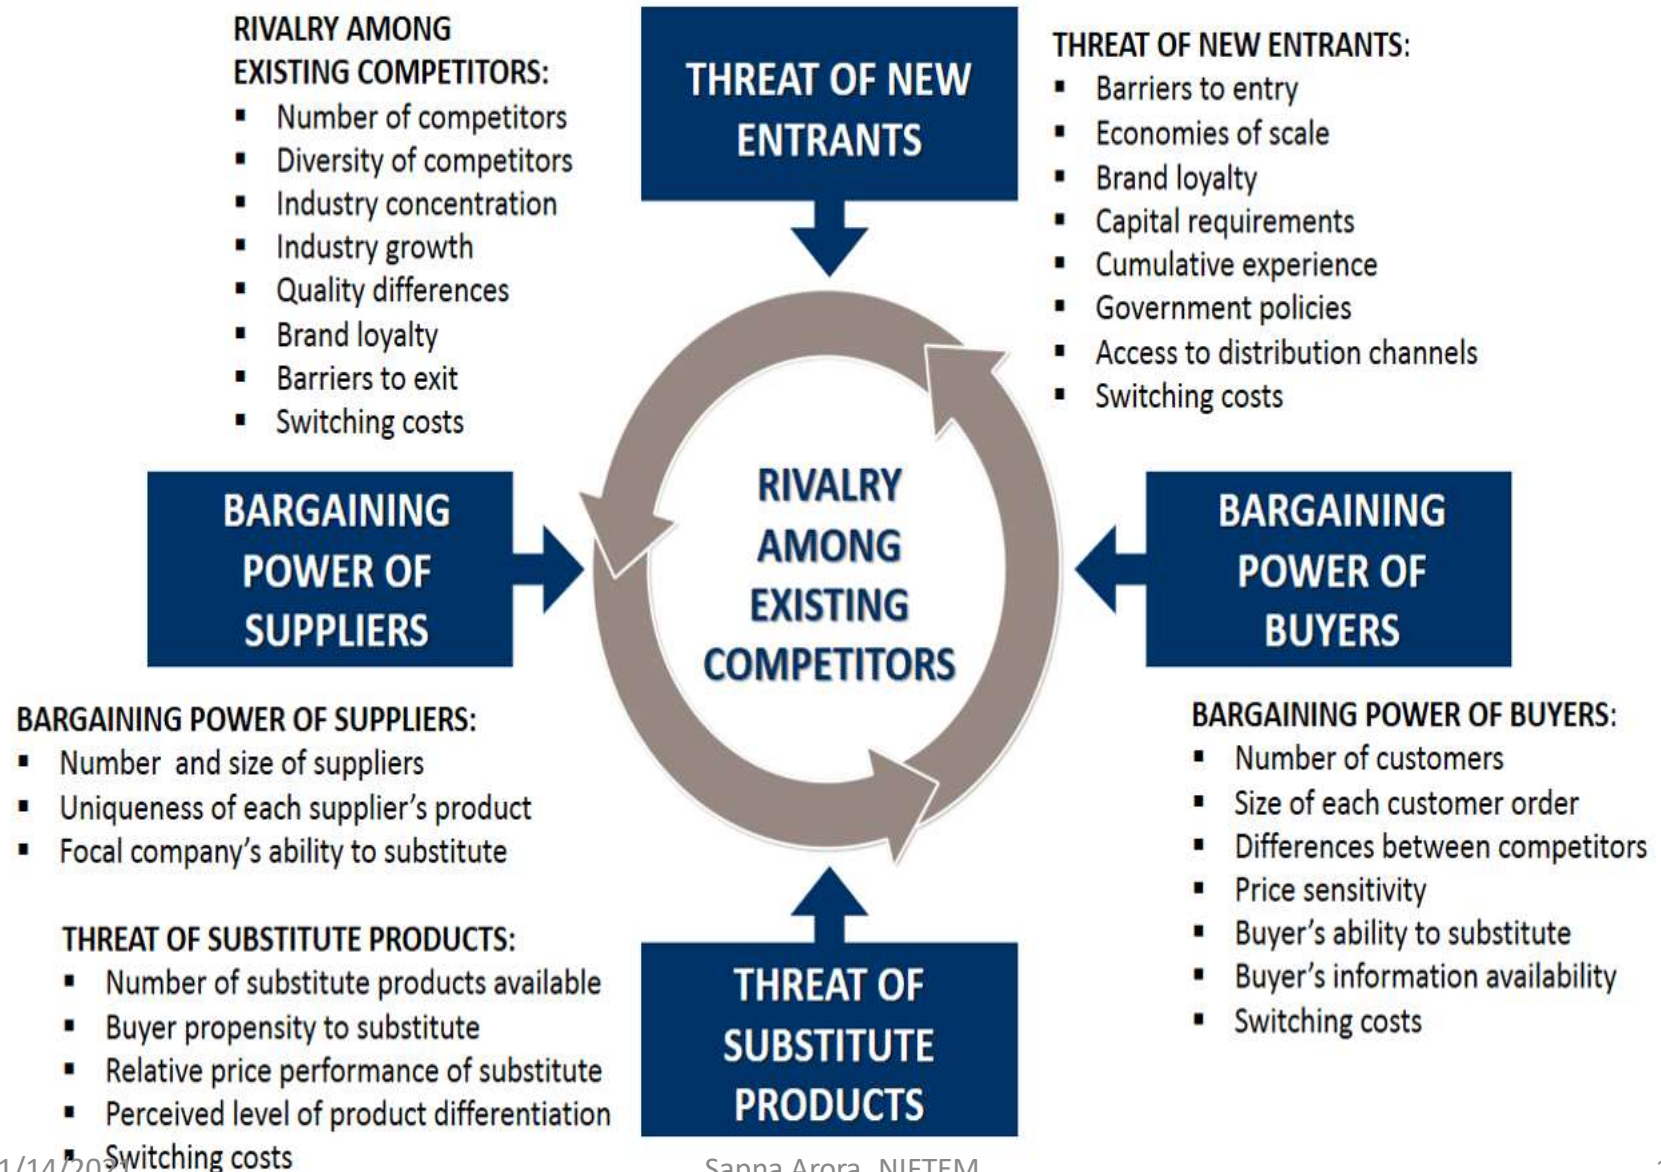 RIVALRY AMONG
EXISTING COMPETITORS:
▪ Number of competitors
▪ Diversity of competitors
▪ Industry concentration
▪ Industry growth
▪ Quality differences
▪ Brand loyalty
▪ Barriers to exit
▪ Switching costs
THREAT OF NEW
ENTRANTS
THREAT OF NEW ENTRANTS:
▪ Barriers to entry
▪ Economies of scale
▪ Brand loyalty
▪ Capital requirements
▪ Cumulative experience
▪ Government policies
▪ Access to distribution channels
▪ Switching costs
BARGAINING
POWER OF
SUPPLIERS
RIVALRY
AMONG
EXISTING
COMPETITORS
BARGAINING
POWER OF
BUYERS
BARGAINING POWER OF SUPPLIERS:
▪ Number and size of suppliers
▪ Uniqueness of each supplier’s product
▪ Focal company’s ability to substitute
BARGAINING POWER OF BUYERS:
▪ Number of customers
▪ Size of each customer order
▪ Differences between competitors
▪ Price sensitivity
▪ Buyer’s ability to substitute
▪ Buyer’s information availability
▪ Switching costs
THREAT OF SUBSTITUTE PRODUCTS:
▪ Number of substitute products available
▪ Buyer propensity to substitute
▪ Relative price performance of substitute
▪ Perceived level of product differentiation
▪ Switching costs
THREAT OF
SUBSTITUTE
PRODUCTS
1/14/2021
Sapna Arora, NIFTEM